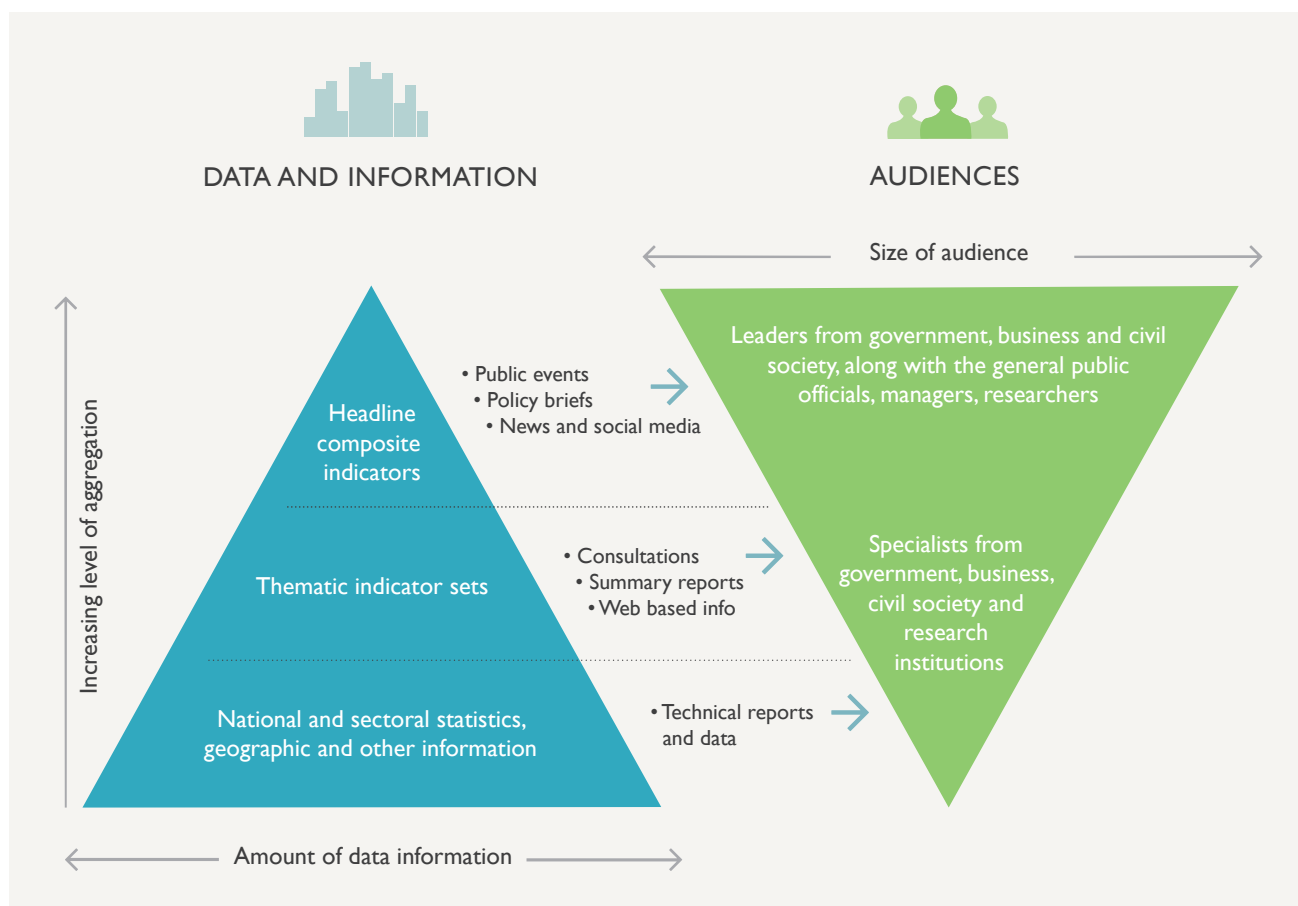 DATA AND INFORMATION
AUDIENCES
Size of audience
Increasing level of aggregation
Headline
composite
indicators
• Public events
• Policy briefs
• News and social media
Leaders from government, business and civil
society, along with the general public
officials, managers, researchers
Thematic indicator sets
• Consultations
• Summary reports
• Web based info
Specialists from
government, business,
civil society and
research
institutions
National and sectoral statistics,
geographic and other information
• Technical reports
and data
Amount of data information